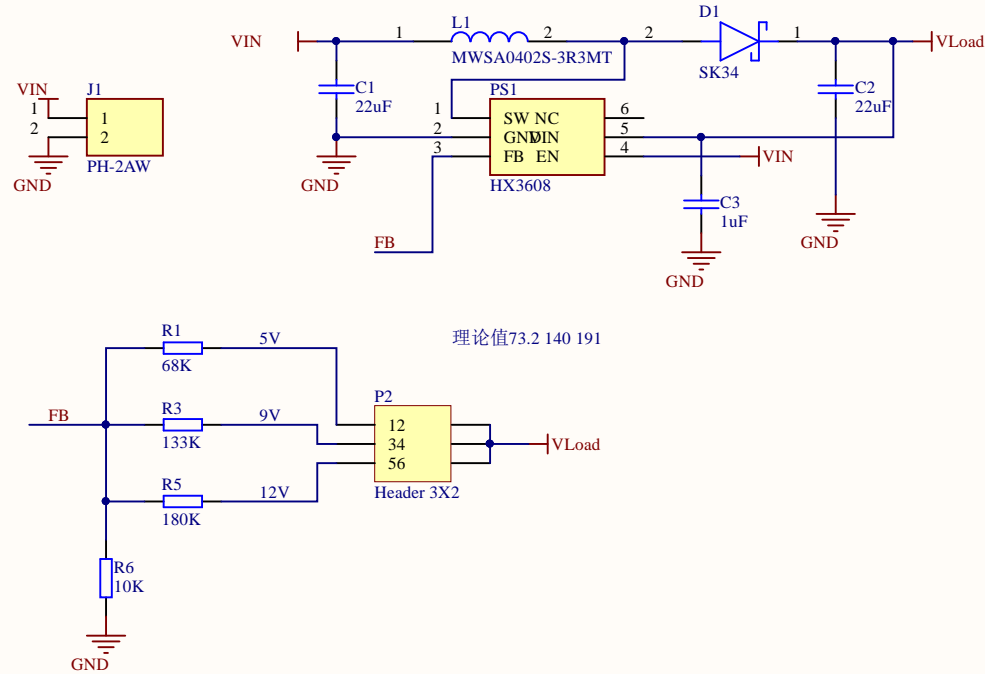 VIN
1
L1
2
MWSA0402S-3R3MT
2
D1
1
SK34
VLoad
C1
22uF
C2
22uF
VIN
1
2
J1
1
2
PH-2AW
GND
PS1
1
2
3
SW NC
GND VIN
FB EN
6
5
4
HX3608
VIN
GND
C3
1uF
GND
GND
FB
理论值73.2 140 191
R1
68K
5V
P2
FB
R3
133K
9V
12
34
56
VLoad
R5
180K
12V
Header 3X2
R6
10K
GND